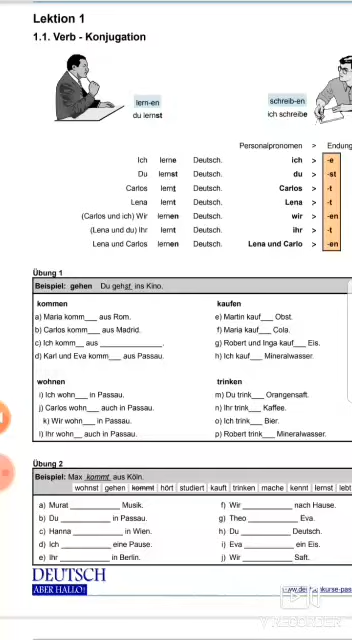 Lektion 1
1.1. Verb - Konjugation
lern-en
schreib-en
du lernst
ich schreibe
Personalpronomen > Endung
Ich lerne Deutsch. ich > -e
Du lernst Deutsch. du > -st
Carlos lernt Deutsch. Carlos > -t
Lena lernt Deutsch. Lena > -t
(Carlos und ich) Wir lernen Deutsch. wir > -en
(Lena und du) Ihr lernt Deutsch. ihr > -t
Lena und Carlos lernen Deutsch. Lena und Carlo > -en
Übung 1
Beispiel: gehen Du gehst ins Kino.
kommen
a) Maria komm___ aus Rom.
b) Carlos komm___ aus Madrid.
c) Ich komm__ aus ______________.
d) Karl und Eva komm___ aus Passau.
kaufen
e) Martin kauf___ Obst.
f) Maria kauf___ Cola.
g) Robert und Inga kauf___ Eis.
h) Ich kauf___ Mineralwasser.
wohnen
i) Ich wohn___ in Passau.
j) Carlos wohn___ auch in Passau.
k) Wir wohn___ in Passau.
l) Ihr wohn__ auch in Passau.
trinken
m) Du trink___ Orangensaft.
n) Ihr trink___ Kaffee.
o) Ich trink___ Bier.
p) Robert trink___ Mineralwasser.
Übung 2
Beispiel: Max kommt aus Köln.
wohnst | gehen | kommt | hört | studiert | kauft | trinken | mache | kennt | lernst | lebt
a) Murat ___________ Musik.
b) Du ___________ in Passau.
c) Hanna ___________ in Wien.
d) Ich ___________ eine Pause.
e) Ihr ___________ in Berlin.
f) Wir ___________ nach Hause.
g) Theo ___________ Eva.
h) Du ___________ Deutsch.
i) Eva ___________ ein Eis.
j) Wir ___________ Saft.
DEUTSCH
ABER HALLO!